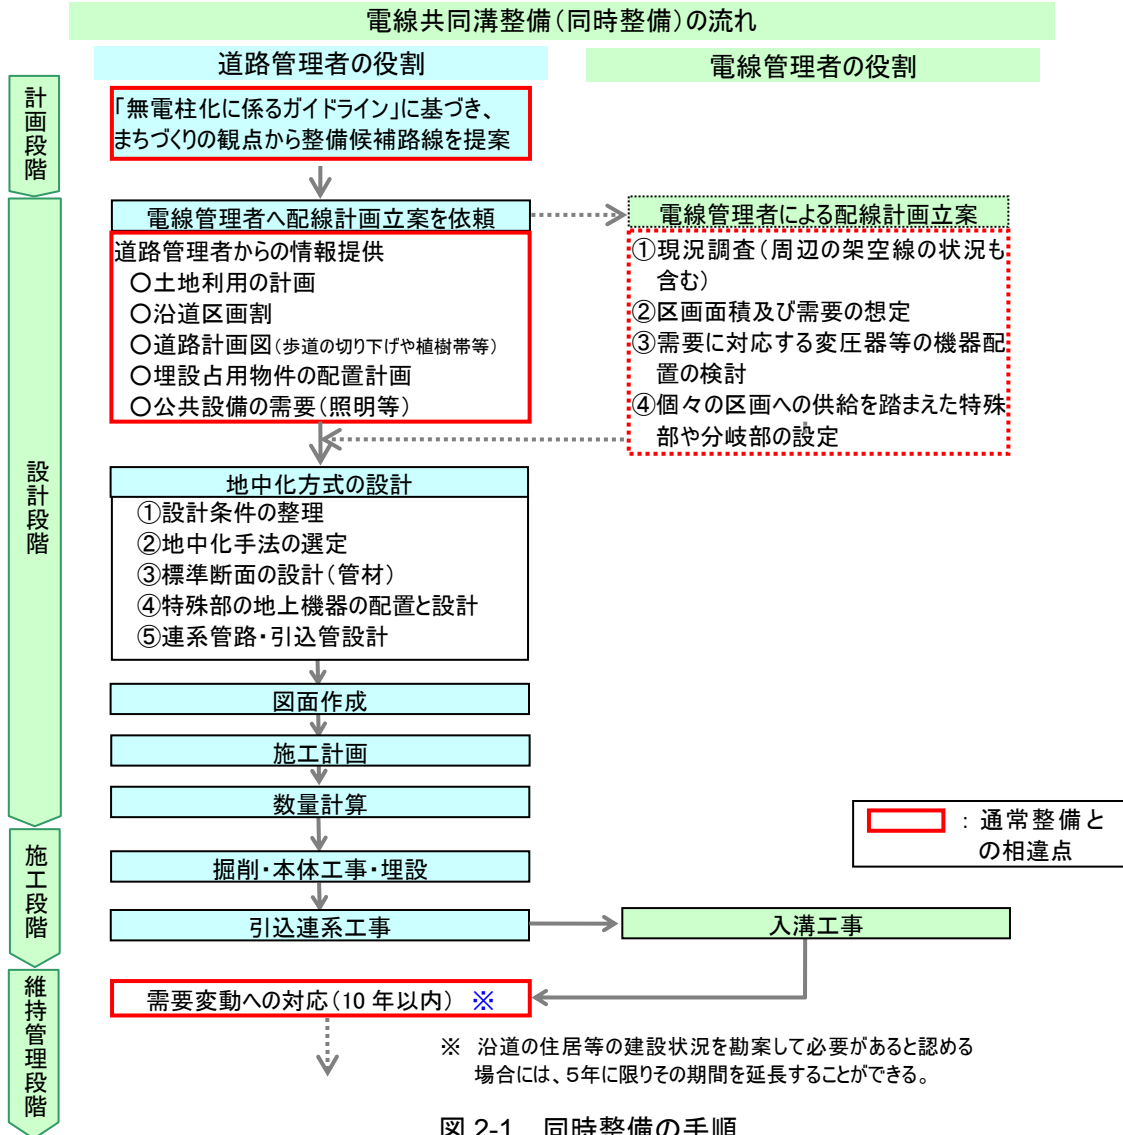 電線共同溝整備（同時整備）の流れ
道路管理者の役割
電線管理者の役割
計画段階
「無電柱化に係るガイドライン」に基づき、
まちづくりの観点から整備候補路線を提案
設計段階
電線管理者へ配線計画立案を依頼
道路管理者からの情報提供
○土地利用の計画
○沿道区画割
○道路計画図（歩道の切り下げや植樹帯等）
○埋設占用物件の配置計画
○公共設備の需要（照明等）
電線管理者による配線計画立案
①現況調査（周辺の架空線の状況も
含む）
②区画面積及び需要の想定
③需要に対応する変圧器等の機器配
置の検討
④個々の区画への供給を踏まえた特殊
部や分岐部の設定
地中化方式の設計
①設計条件の整理
②地中化手法の選定
③標準断面の設計（管材）
④特殊部の地上機器の配置と設計
⑤連系管路・引込管設計
図面作成
施工計画
数量計算
：通常整備と
の相違点
施工段階
掘削・本体工事・埋設
引込連系工事
入溝工事
維持管理段階
需要変動への対応（10 年以内） ※
※ 沿道の住居等の建設状況を勘案して必要があると認める
場合には、５年に限りその期間を延長することができる。
図 2-1 同時整備の手順